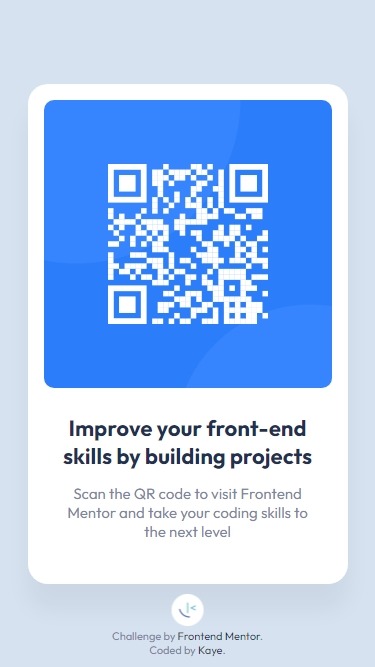 Improve your front-end
skills by building projects
Scan the QR code to visit Frontend
Mentor and take your coding skills to
the next level
Challenge by Frontend Mentor.
Coded by Kaye.